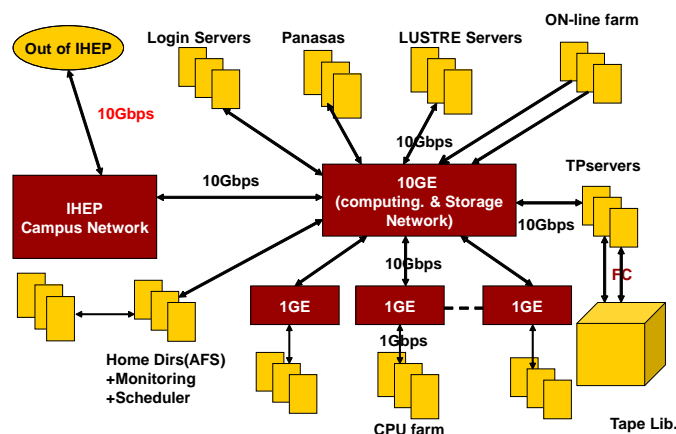 ON-line farm
Login Servers
Panasas
LUSTRE Servers
Out of IHEP
10Gbps
10Gbps
TPservers
10Gbps
10GE
(computing. & Storage
Network)
IHEP
Campus Network
10Gbps
10Gbps
FC
1GE
1GE
1GE
1Gbps
Home Dirs(AFS)
+Monitoring
+Scheduler
CPU farm
Tape Lib.